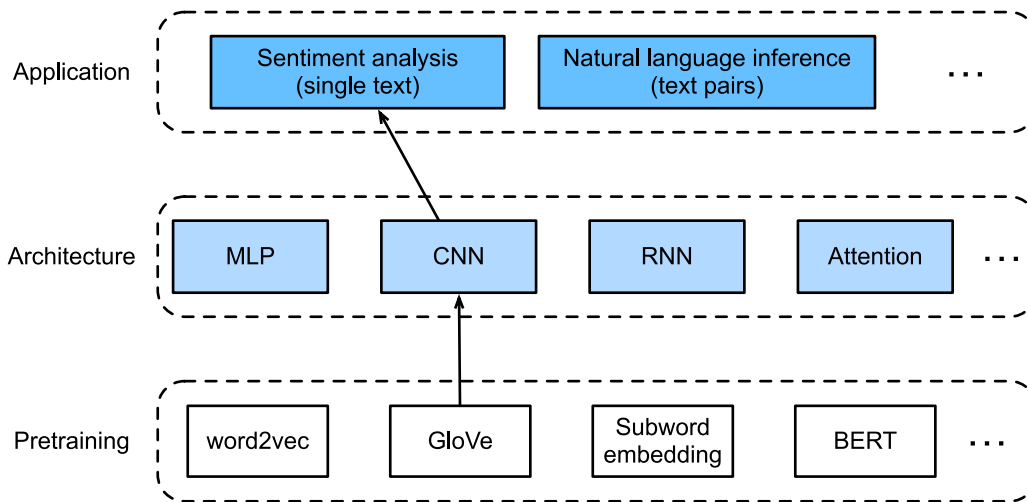 Application
Sentiment analysis
(single text)
Natural language inference
(text pairs)
...
Architecture
MLP
CNN
RNN
Attention
...
Pretraining
word2vec
GloVe
Subword
embedding
BERT
...